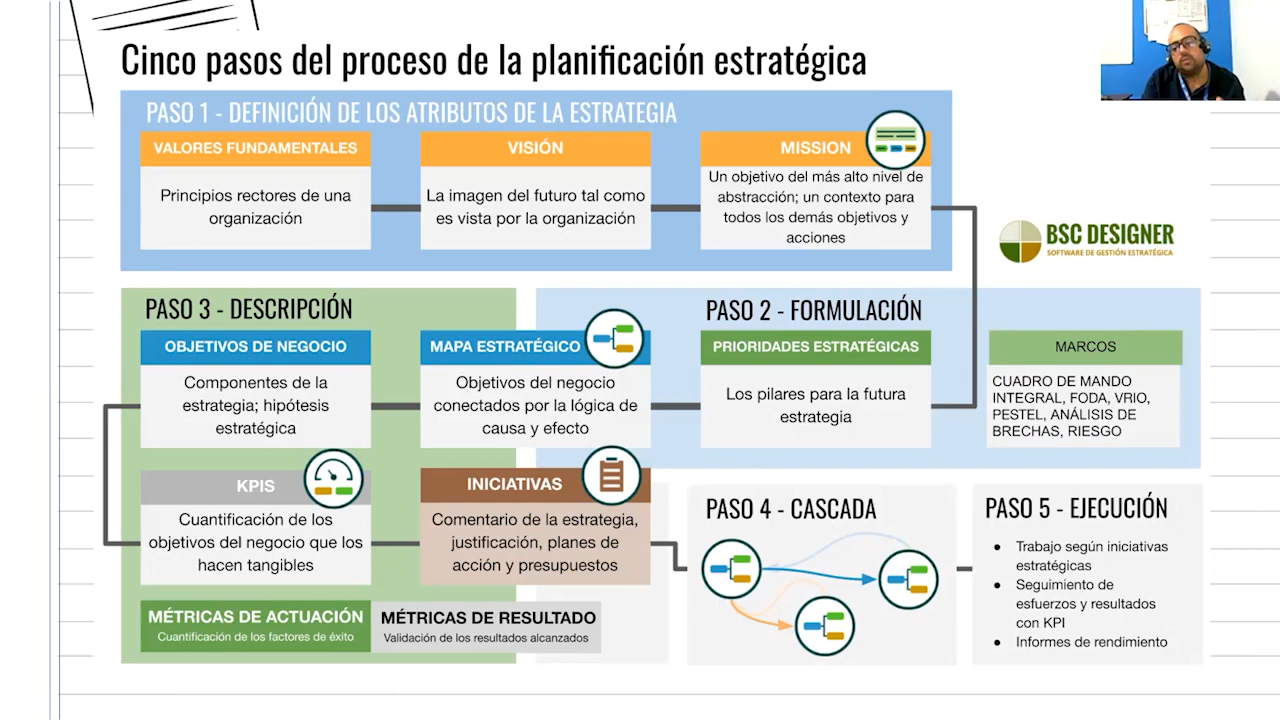 Cinco pasos del proceso de la planificación estratégica
PASO 1 - DEFINICIÓN DE LOS ATRIBUTOS DE LA ESTRATEGIA
VALORES FUNDAMENTALES
Principios rectores de una
organización
VISIÓN
La imagen del futuro tal como
es vista por la organización
MISSION
Un objetivo del más alto nivel de
abstracción; un contexto para
todos los demás objetivos y
acciones
BSC DESIGNER
SOFTWARE DE GESTIÓN ESTRATÉGICA
PASO 2 - FORMULACIÓN
MARCOS
CUADRO DE MANDO
INTEGRAL, FODA, VRIO,
PESTEL, ANÁLISIS DE
BRECHAS, RIESGO
PRIORIDADES ESTRATÉGICAS
Los pilares para la futura
estrategia
MAPA ESTRATÉGICO
Objetivos del negocio
conectados por la lógica de
causa y efecto
PASO 3 - DESCRIPCIÓN
OBJETIVOS DE NEGOCIO
Componentes de la
estrategia; hipótesis
estratégica
KPIS
Cuantificación de los
objetivos del negocio que los
hacen tangibles
INICIATIVAS
Comentario de la estrategia,
justificación, planes de
acción y presupuestos
MÉTRICAS DE ACTUACIÓN
Cuantificación de los factores de éxito
MÉTRICAS DE RESULTADO
Validación de los resultados alcanzados
PASO 4 - CASCADA
PASO 5 - EJECUCIÓN
● Trabajo según iniciativas
estratégicas
● Seguimiento de
esfuerzos y resultados
con KPI
● Informes de rendimiento